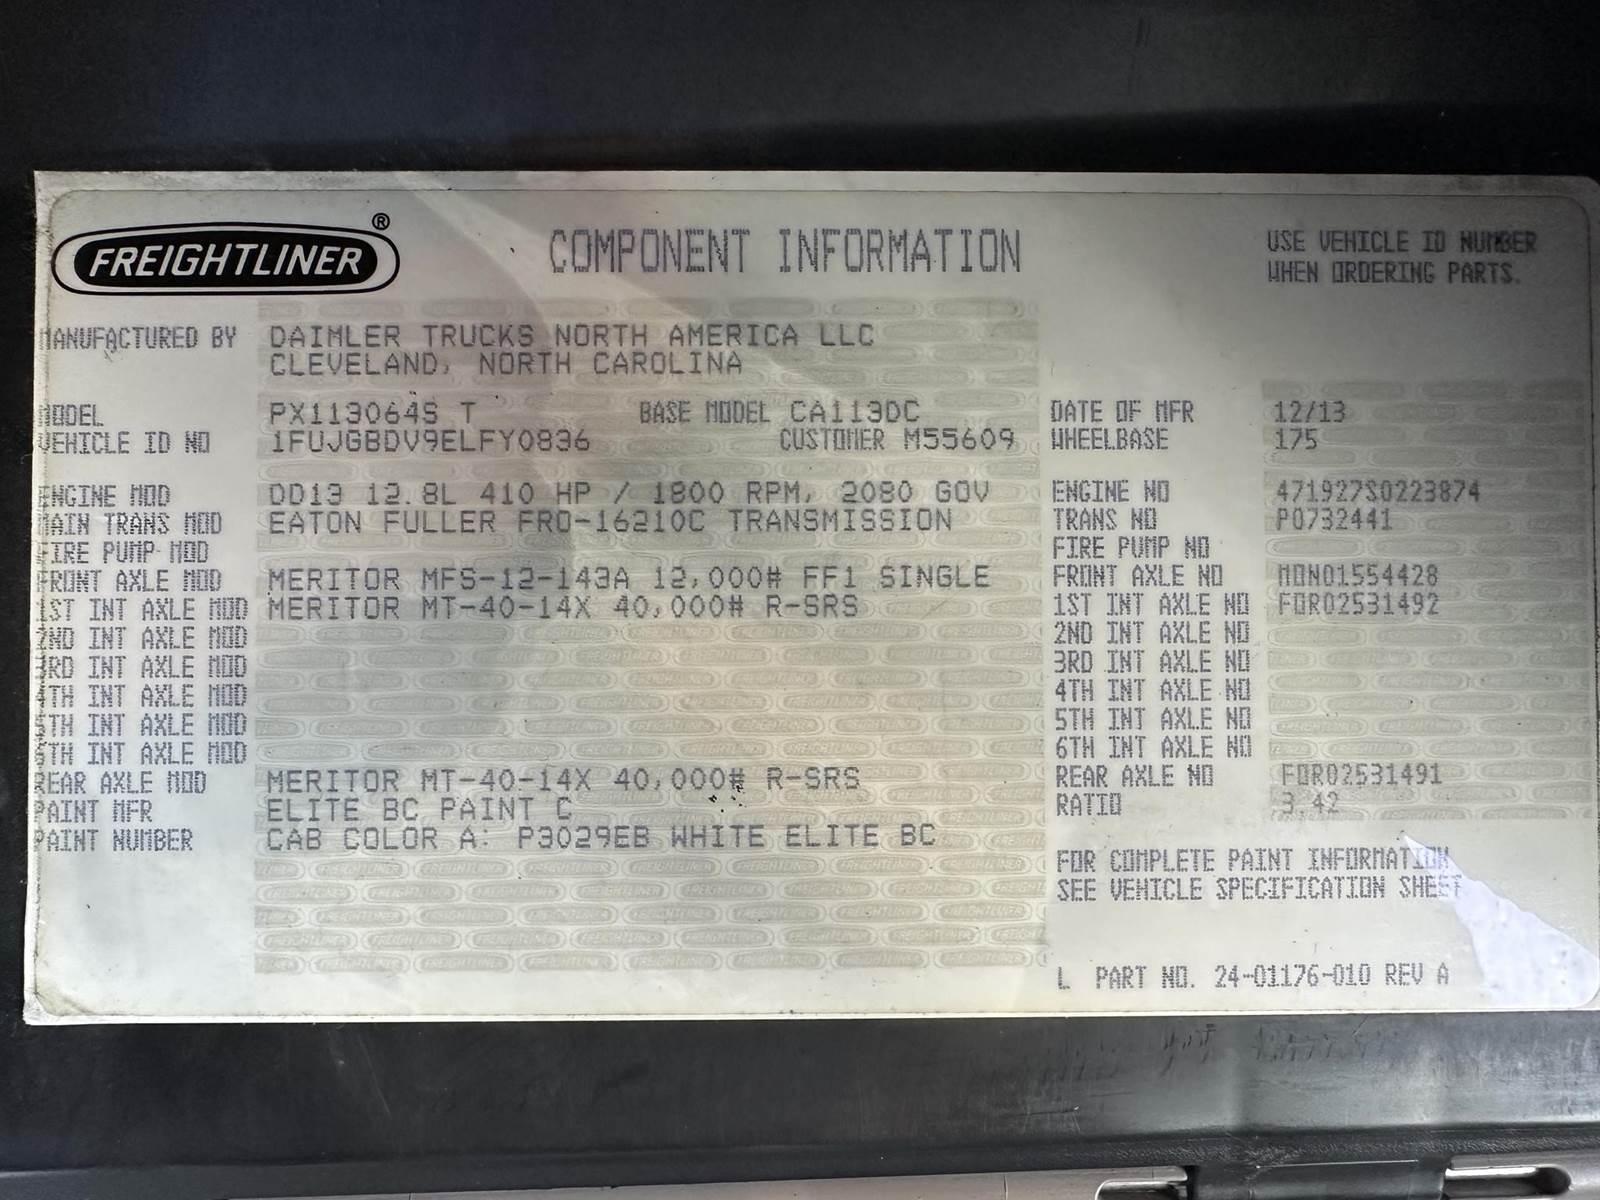 FREIGHTLINER®
COMPONENT INFORMATION
USE VEHICLE ID NUMBER
WHEN ORDERING PARTS.
MANUFACTURED BY DAIMLER TRUCKS NORTH AMERICA LLC
CLEVELAND, NORTH CAROLINA
MODEL PX113064S T BASE MODEL CA113DC DATE OF MFR 12/13
VEHICLE ID NO 1FUJGBDV9ELFY0836 CUSTOMER M55609 WHEELBASE 175
ENGINE MOD DD13 12.8L 410 HP / 1800 RPM, 2080 GOV ENGINE NO 471927S0223874
MAIN TRANS MOD EATON FULLER FRO-16210C TRANSMISSION TRANS NO P0732441
FIRE PUMP MOD FIRE PUMP NO
FRONT AXLE MOD MERITOR MFS-12-143A 12,000# FF1 SINGLE FRONT AXLE NO MON01554428
1ST INT AXLE MOD MERITOR MT-40-14X 40,000# R-SRS 1ST INT AXLE NO FOR02531492
2ND INT AXLE MOD 2ND INT AXLE NO
3RD INT AXLE MOD 3RD INT AXLE NO
4TH INT AXLE MOD 4TH INT AXLE NO
5TH INT AXLE MOD 5TH INT AXLE NO
6TH INT AXLE MOD 6TH INT AXLE NO
REAR AXLE MOD MERITOR MT-40-14X 40,000# R-SRS REAR AXLE NO FOR02531491
PAINT MFR ELITE BC PAINT C RATIO 3.42
PAINT NUMBER CAB COLOR A: P3029EB WHITE ELITE BC
FOR COMPLETE PAINT INFORMATION
SEE VEHICLE SPECIFICATION SHEET
L PART NO. 24-01176-010 REV A